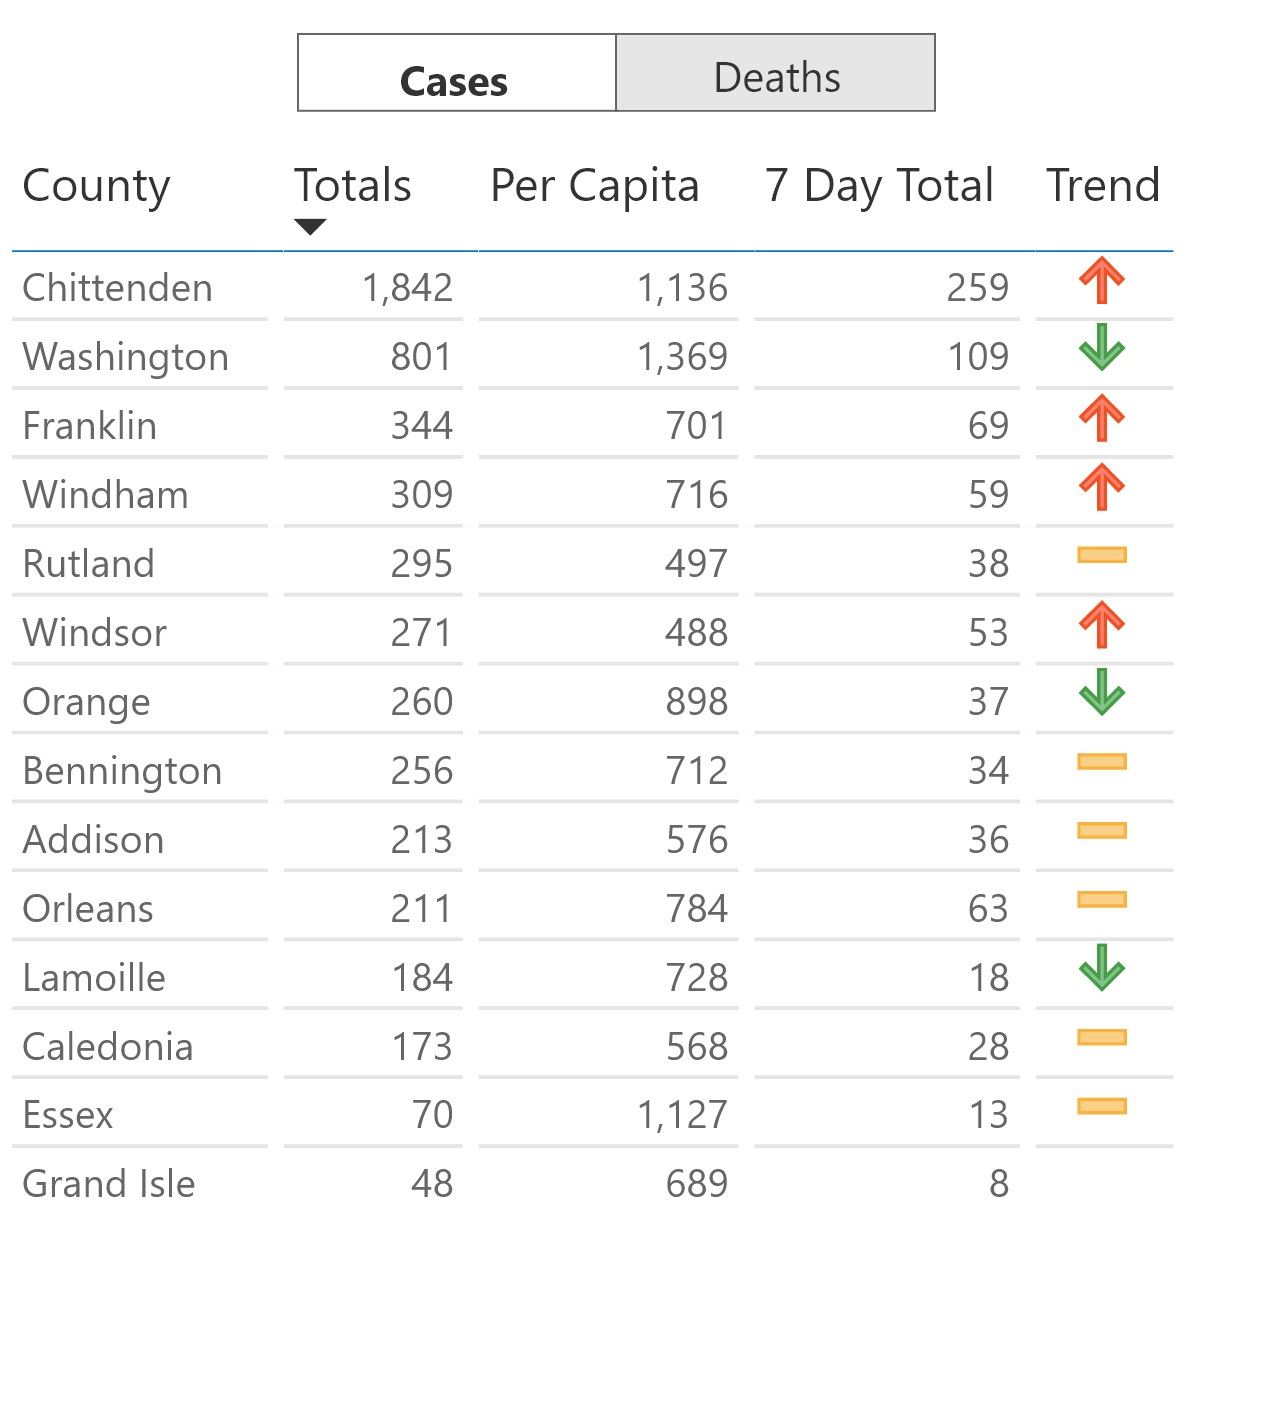 Cases Deaths
County Totals Per Capita 7 Day Total Trend
Chittenden 1,842 1,136 259
Washington 801 1,369 109
Franklin 344 701 69
Windham 309 716 59
Rutland 295 497 38
Windsor 271 488 53
Orange 260 898 37
Bennington 256 712 34
Addison 213 576 36
Orleans 211 784 63
Lamoille 184 728 18
Caledonia 173 568 28
Essex 70 1,127 13
Grand Isle 48 689 8